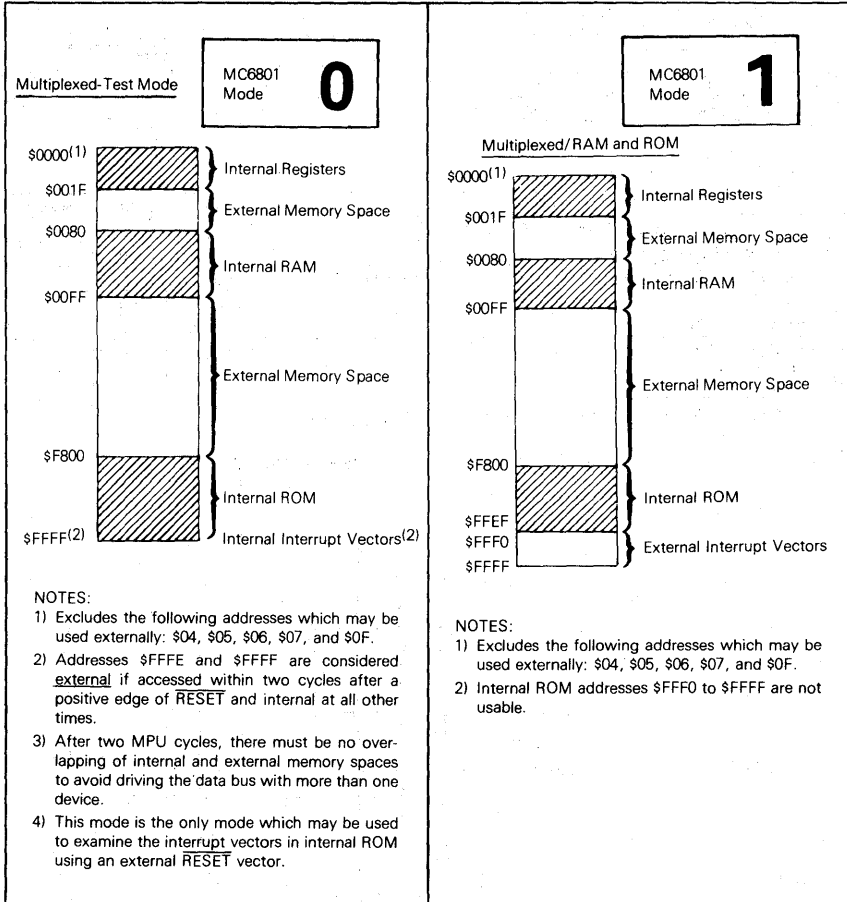 Multiplexed-Test Mode
MC6801
Mode
0
$0000(1)
Internal Registers
$001F
External Memory Space
$0080
Internal RAM
$00FF
External Memory Space
$F800
Internal ROM
$FFFF(2)
Internal Interrupt Vectors(2)
NOTES:
1) Excludes the following addresses which may be
used externally: $04, $05, $06, $07, and $0F.
2) Addresses $FFFE and $FFFF are considered
external if accessed within two cycles after a
positive edge of RESET and internal at all other
times.
3) After two MPU cycles, there must be no over-
lapping of internal and external memory spaces
to avoid driving the data bus with more than one
device.
4) This mode is the only mode which may be used
to examine the interrupt vectors in internal ROM
using an external RESET vector.
MC6801
Mode
1
Multiplexed/RAM and ROM
$0000(1)
Internal Registers
$001F
External Memory Space
$0080
Internal RAM
$00FF
External Memory Space
$F800
Internal ROM
$FFEF
$FFF0
External Interrupt Vectors
$FFFF
NOTES:
1) Excludes the following addresses which may be
used externally: $04, $05, $06, $07, and $0F.
2) Internal ROM addresses $FFF0 to $FFFF are not
usable.